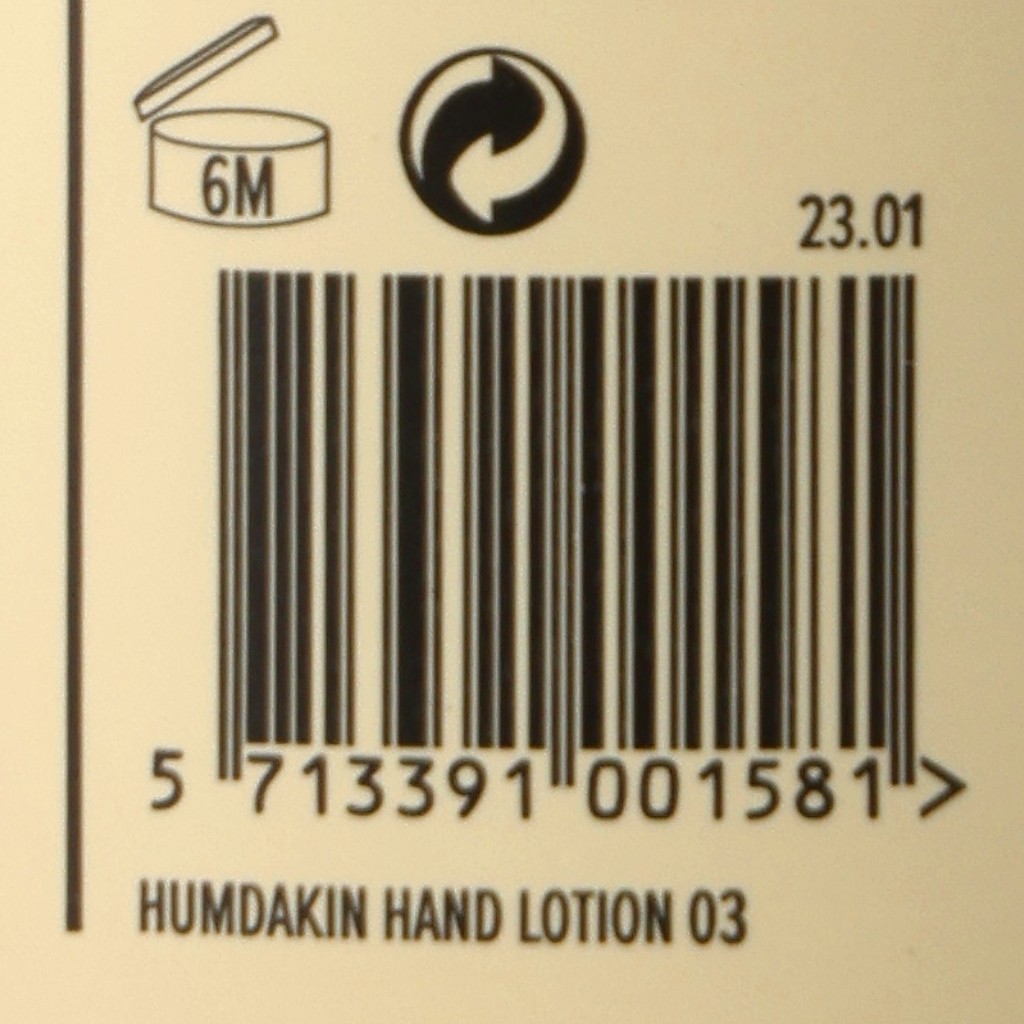 6M
23.01
5 713391 001581 >
HUMDAKIN HAND LOTION 03